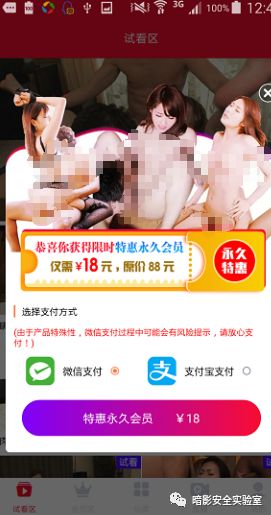 3G 100% 12:4
试看区
恭喜你获得限时特惠永久会员
仅需¥18元，原价88元
永久
特惠
选择支付方式
(由于产品特殊性，微信支付过程中可能会有风险提示，请放心支付！)
微信支付
支付宝支付
特惠永久会员 ¥18
试看
试看区
暗影安全实验室